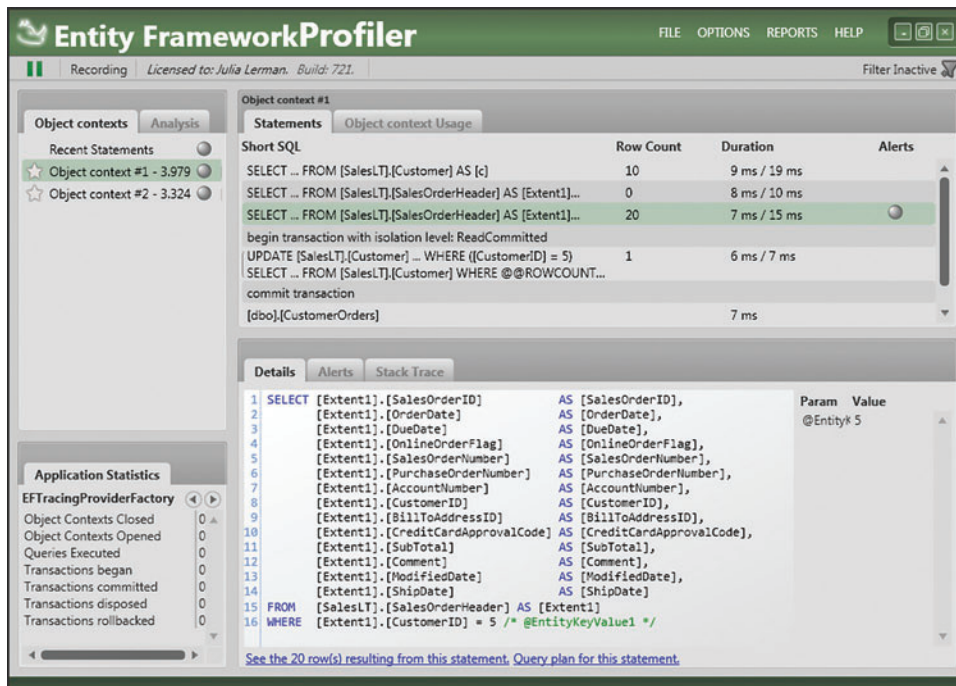 Entity FrameworkProfiler
FILE OPTIONS REPORTS HELP
Recording Licensed to: Julia Lerman. Build: 721.
Filter Inactive
Object contexts Analysis
Recent Statements
Object context #1 - 3.979
Object context #2 - 3.324
Object context #1
Statements Object context Usage
Short SQL Row Count Duration Alerts
SELECT ... FROM [SalesLT].[Customer] AS [c] 10 9 ms / 19 ms
SELECT ... FROM [SalesLT].[SalesOrderHeader] AS [Extent1]... 0 8 ms / 10 ms
SELECT ... FROM [SalesLT].[SalesOrderHeader] AS [Extent1]... 20 7 ms / 15 ms
begin transaction with isolation level: ReadCommitted
UPDATE [SalesLT].[Customer] ... WHERE ([CustomerID] = 5) 1 6 ms / 7 ms
SELECT ... FROM [SalesLT].[Customer] WHERE @@ROWCOUNT...
commit transaction
[dbo].[CustomerOrders] 7 ms
Application Statistics
EFTracingProviderFactory
Object Contexts Closed 0
Object Contexts Opened 0
Queries Executed 0
Transactions began 0
Transactions committed 0
Transactions disposed 0
Transactions rollbacked 0
Details Alerts Stack Trace
1 SELECT [Extent1].[SalesOrderID] AS [SalesOrderID],
2 [Extent1].[OrderDate] AS [OrderDate],
3 [Extent1].[DueDate] AS [DueDate],
4 [Extent1].[OnlineOrderFlag] AS [OnlineOrderFlag],
5 [Extent1].[SalesOrderNumber] AS [SalesOrderNumber],
6 [Extent1].[PurchaseOrderNumber] AS [PurchaseOrderNumber],
7 [Extent1].[AccountNumber] AS [AccountNumber],
8 [Extent1].[CustomerID] AS [CustomerID],
9 [Extent1].[BillToAddressID] AS [BillToAddressID],
10 [Extent1].[CreditCardApprovalCode] AS [CreditCardApprovalCode],
11 [Extent1].[SubTotal] AS [SubTotal],
12 [Extent1].[Comment] AS [Comment],
13 [Extent1].[ModifiedDate] AS [ModifiedDate],
14 [Extent1].[ShipDate] AS [ShipDate]
15 FROM [SalesLT].[SalesOrderHeader] AS [Extent1]
16 WHERE [Extent1].[CustomerID] = 5 /* @EntityKeyValue1 */
Param Value
@EntityK 5
See the 20 row(s) resulting from this statement. Query plan for this statement.